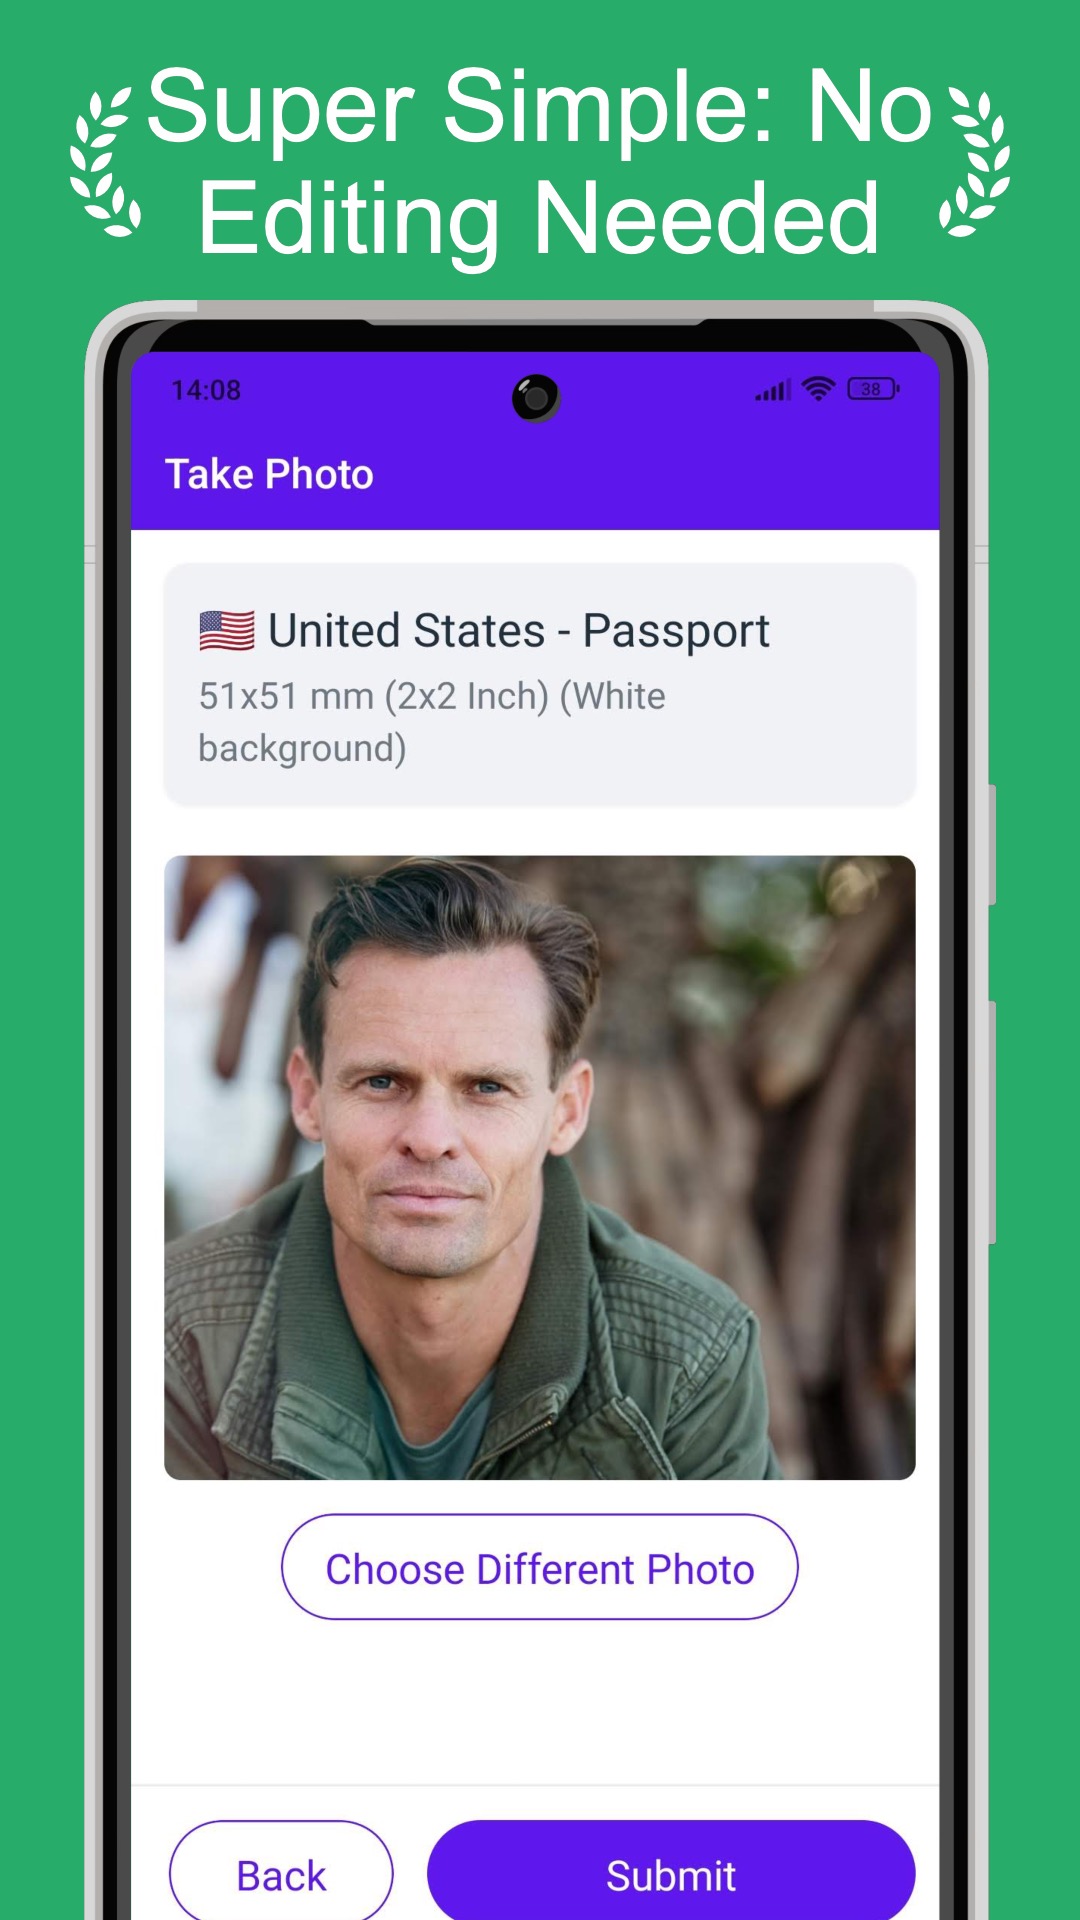 Super Simple: No
Editing Needed
14:08
38
Take Photo
🇺🇸 United States - Passport
51x51 mm (2x2 Inch) (White
background)
Choose Different Photo
Back
Submit